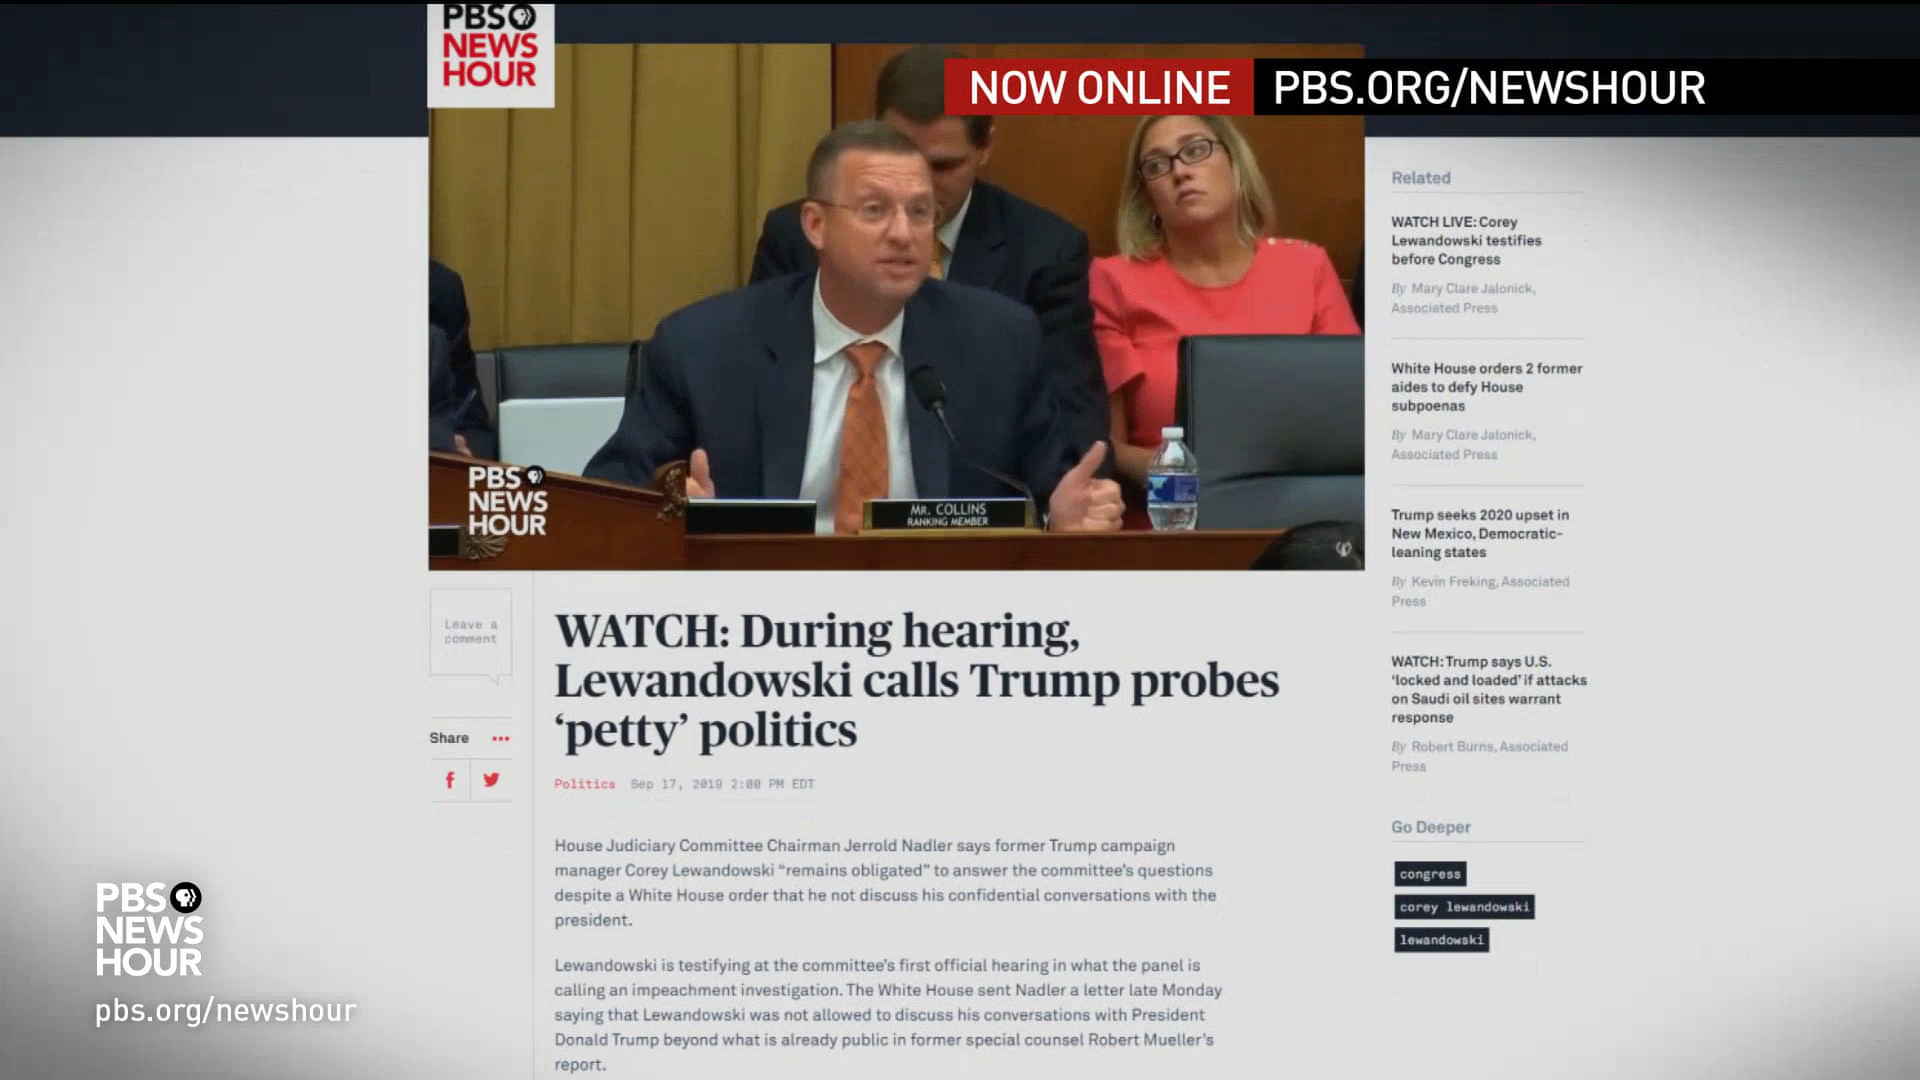 PBS
NEWS
HOUR
NOW ONLINE
PBS.ORG/NEWSHOUR
PBS
NEWS
HOUR
MR. COLLINS
RANKING MEMBER
Leave a
comment
Share
WATCH: During hearing,
Lewandowski calls Trump probes
‘petty’ politics
Politics Sep 17, 2019 2:00 PM EDT
House Judiciary Committee Chairman Jerrold Nadler says former Trump campaign
manager Corey Lewandowski “remains obligated” to answer the committee’s questions
despite a White House order that he not discuss his confidential conversations with the
president.
Lewandowski is testifying at the committee’s first official hearing in what the panel is
calling an impeachment investigation. The White House sent Nadler a letter late Monday
saying that Lewandowski was not allowed to discuss his conversations with President
Donald Trump beyond what is already public in former special counsel Robert Mueller’s
report.
Related
WATCH LIVE: Corey
Lewandowski testifies
before Congress
By Mary Clare Jalonick,
Associated Press
White House orders 2 former
aides to defy House
subpoenas
By Mary Clare Jalonick,
Associated Press
Trump seeks 2020 upset in
New Mexico, Democratic-
leaning states
By Kevin Freking, Associated
Press
WATCH: Trump says U.S.
‘locked and loaded’ if attacks
on Saudi oil sites warrant
response
By Robert Burns, Associated
Press
Go Deeper
congress
corey lewandowski
lewandowski
PBS
NEWS
HOUR
pbs.org/newshour